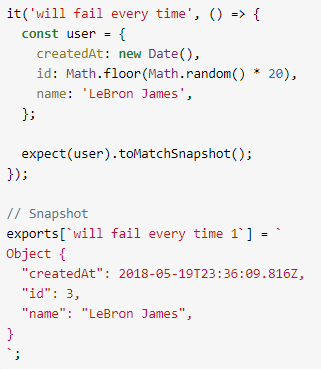 it('will fail every time', () => {
  const user = {
    createdAt: new Date(),
    id: Math.floor(Math.random() * 20),
    name: 'LeBron James',
  };

  expect(user).toMatchSnapshot();
});

// Snapshot
exports[`will fail every time 1`] = `
Object {
  "createdAt": 2018-05-19T23:36:09.816Z,
  "id": 3,
  "name": "LeBron James",
}
`;